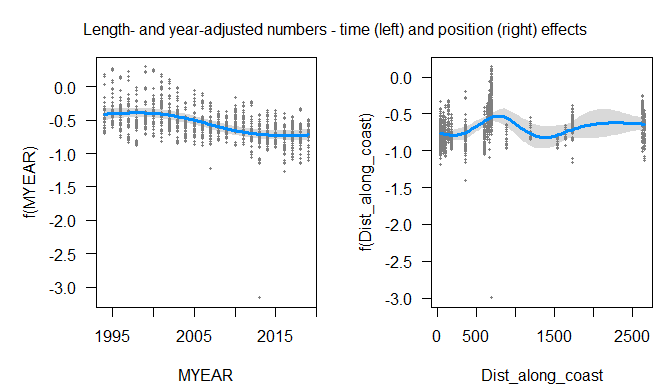 Length- and year-adjusted numbers - time (left) and position (right) effects
f(MYEAR)
0.0
-0.5
-1.0
-1.5
-2.0
-2.5
-3.0
1995 2005 2015
MYEAR
f(Dist_along_coast)
0.0
-0.5
-1.0
-1.5
-2.0
-2.5
-3.0
0 500 1500 2500
Dist_along_coast